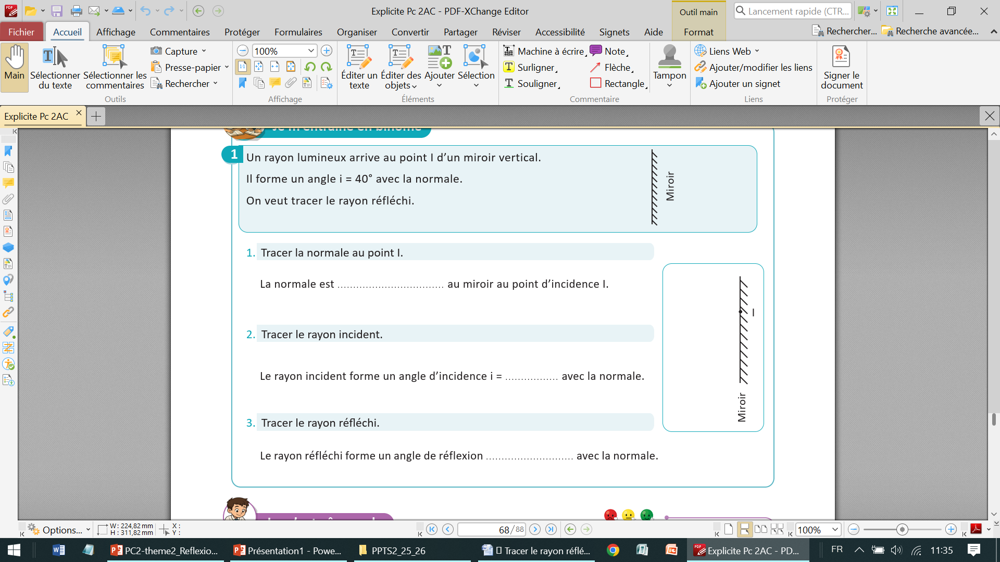 Explicite Pc 2AC - PDF-XChange Editor
Outil main
Lancement rapide (CTR...
Fichier
Accueil
Affichage
Commentaires
Protéger
Formulaires
Organiser
Convertir
Partager
Réviser
Accessibilité
Signets
Aide
Format
Rechercher...
Recherche avancée...
Main
Sélectionner du texte
Sélectionner les commentaires
Capture
Presse-papier
Rechercher
Outils
100%
Affichage
Éditer un texte
Éditer des objets
Ajouter
Sélection
Éléments
Machine à écrire
Surligner
Souligner
Note
Flèche
Rectangle
Commentaire
Tampon
Liens Web
Ajouter/modifier les liens
Ajouter un signet
Liens
Signer le document
Protéger
Explicite Pc 2AC
Je m'entraîne en binôme
1
Un rayon lumineux arrive au point I d’un miroir vertical.
Il forme un angle i = 40° avec la normale.
On veut tracer le rayon réfléchi.
Miroir
1. Tracer la normale au point I.
La normale est .................................. au miroir au point d’incidence I.
2. Tracer le rayon incident.
Le rayon incident forme un angle d’incidence i = ................. avec la normale.
3. Tracer le rayon réfléchi.
Le rayon réfléchi forme un angle de réflexion ............................ avec la normale.
I
Miroir
Options...
W : 224,82 mm
H : 311,82 mm
X :
Y :
68 / 88
100%
PC2-theme2_Reflexio...
Présentation1 - Powe...
PPTS2_25_26
Tracer le rayon réflé...
Explicite Pc 2AC - PD...
FR
11:35